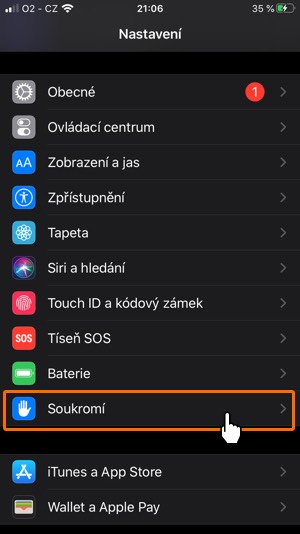 O2 - CZ 21:06 35 %
Nastavení
Obecné 1
Ovládací centrum
AA Zobrazení a jas
Zpřístupnění
Tapeta
Siri a hledání
Touch ID a kódový zámek
SOS Tíseň SOS
Baterie
Soukromí
iTunes a App Store
Wallet a Apple Pay